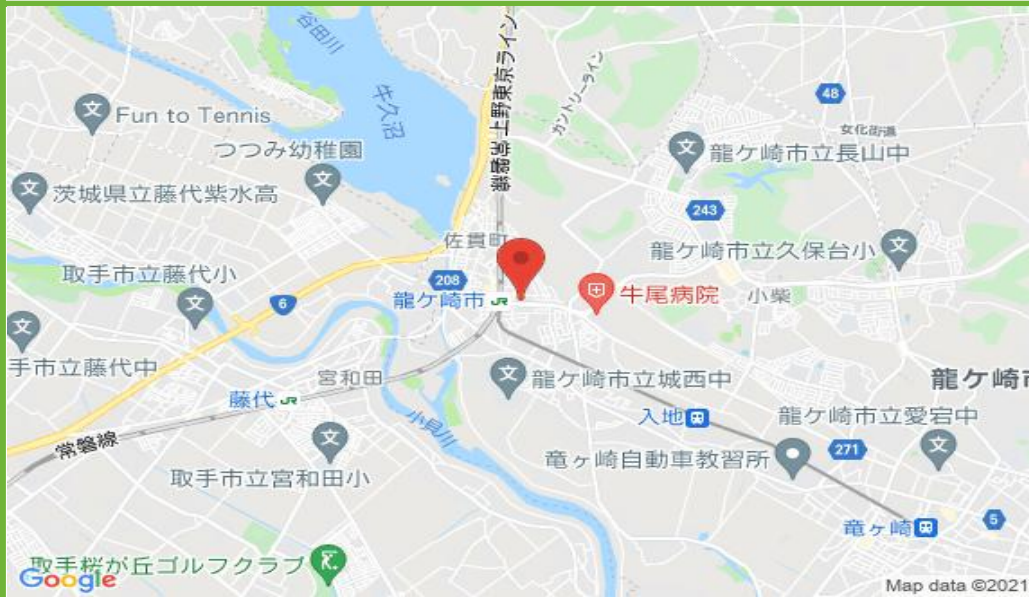 谷田川
牛久沼
常磐線 上野東京ライン
カントリーライン
48
女化街道
Fun to Tennis
つつみ幼稚園
龍ケ崎市立長山中
茨城県立藤代紫水高
243
佐貫町
龍ケ崎市立久保台小
取手市立藤代小
208
6
龍ケ崎市
牛尾病院
小柴
手市立藤代中
宮和田
龍ケ崎市立城西中
龍ケ崎市
藤代
入地
龍ケ崎市立愛宕中
小貝川
常磐線
竜ヶ崎自動車教習所
271
取手市立宮和田小
竜ヶ崎
5
取手桜が丘ゴルフクラブ
Google
Map data ©2021